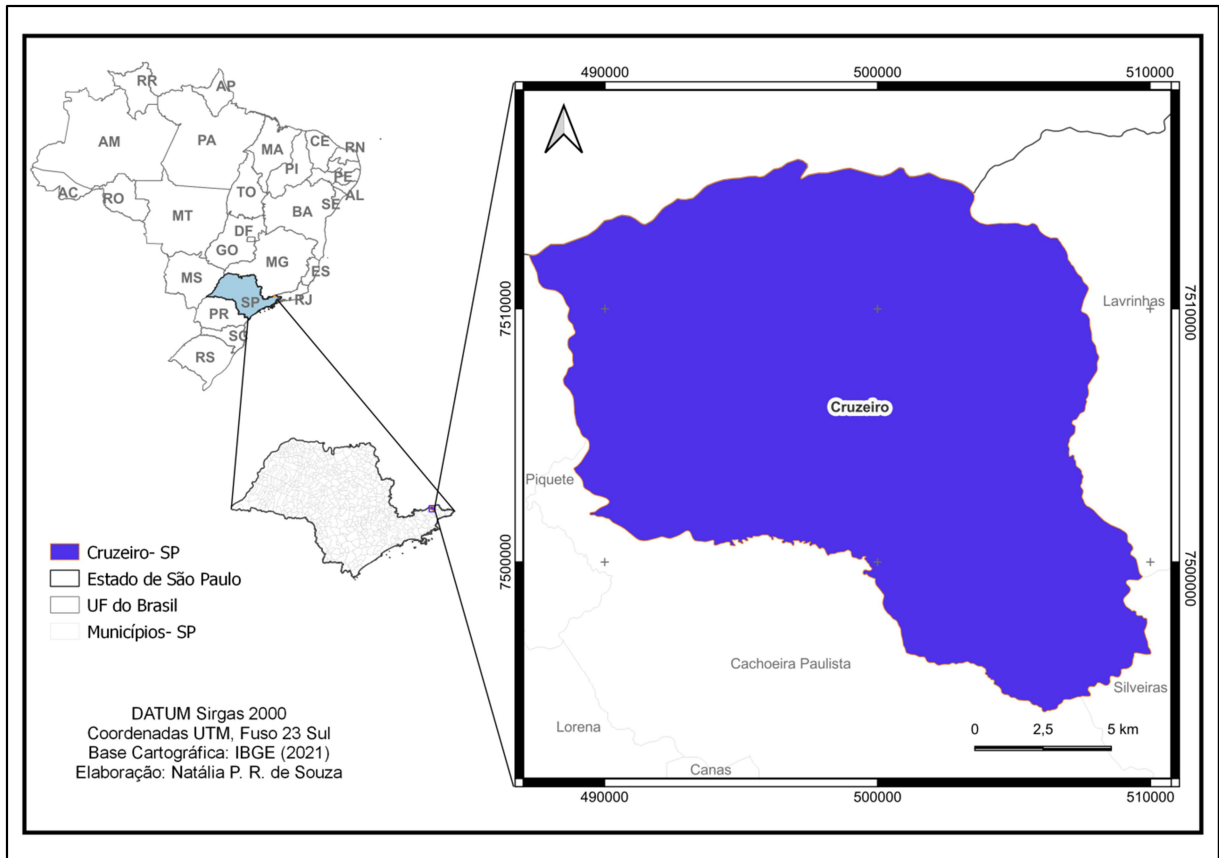 RR
AP
AM
PA
MA
CE
RN
PI
PE
AC
RO
TO
AL
SE
BA
MT
DF
GO
MG
MS
ES
SP
RJ
PR
SC
RS
Cruzeiro- SP
Estado de São Paulo
UF do Brasil
Municípios- SP
DATUM Sirgas 2000
Coordenadas UTM, Fuso 23 Sul
Base Cartográfica: IBGE (2021)
Elaboração: Natália P. R. de Souza
490000 500000 510000
7510000
7500000
Lavrinhas
7510000
Cruzeiro
Piquete
7500000
Cachoeira Paulista
Silveiras
Lorena
Canas
0 2,5 5 km
490000 500000 510000